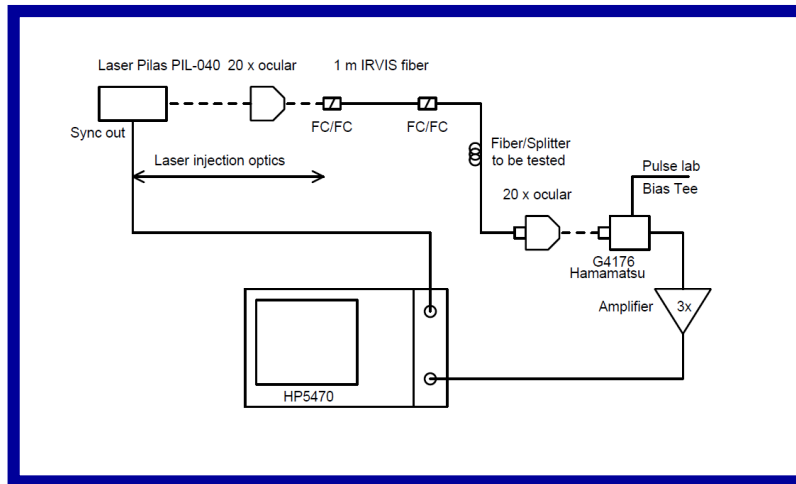 Laser Pilas PIL-040 20 x ocular 1 m IRVIS fiber
Sync out
FC/FC FC/FC
Laser injection optics
Fiber/Splitter
to be tested
Pulse lab
Bias Tee
20 x ocular
G4176
Hamamatsu
Amplifier 3x
HP5470